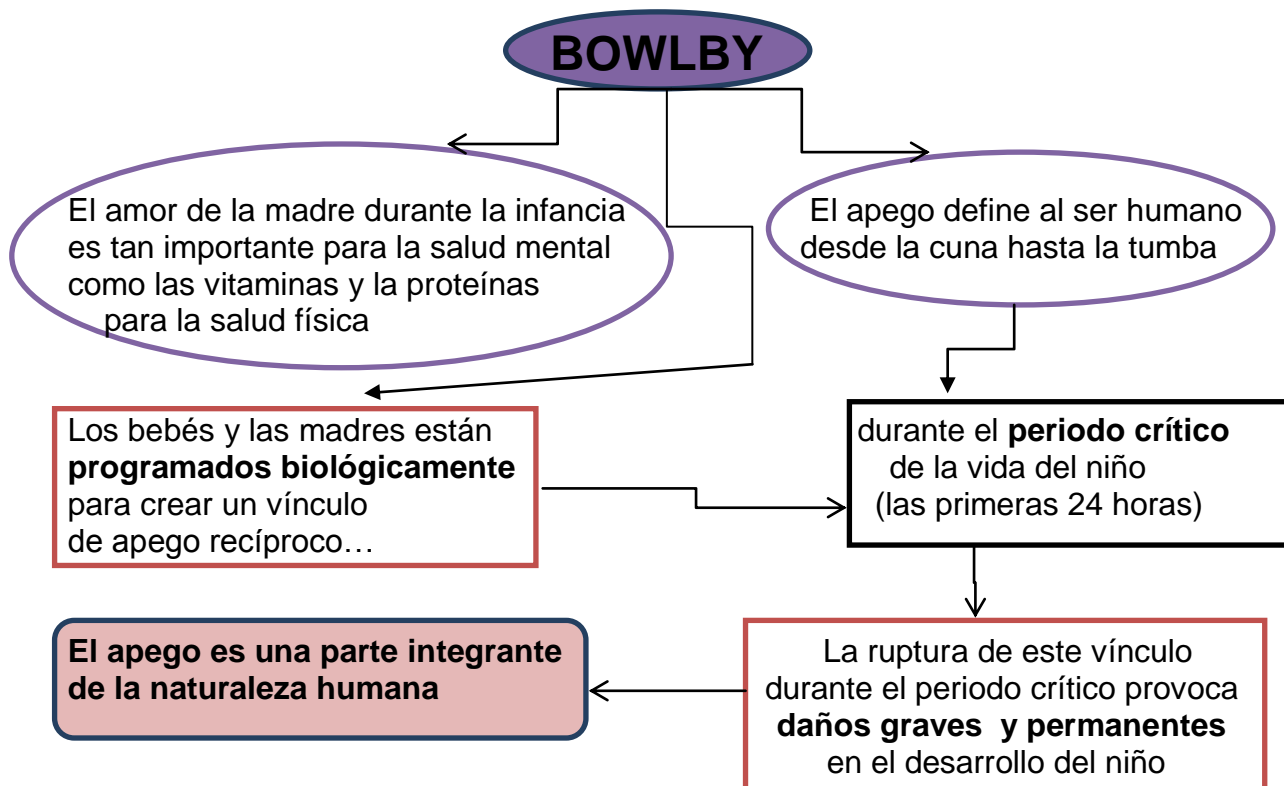 BOWLBY
El amor de la madre durante la infancia
es tan importante para la salud mental
como las vitaminas y la proteínas
para la salud física
El apego define al ser humano
desde la cuna hasta la tumba
Los bebés y las madres están
programados biológicamente
para crear un vínculo
de apego recíproco…
durante el periodo crítico
de la vida del niño
(las primeras 24 horas)
El apego es una parte integrante
de la naturaleza humana
La ruptura de este vínculo
durante el periodo crítico provoca
daños graves y permanentes
en el desarrollo del niño